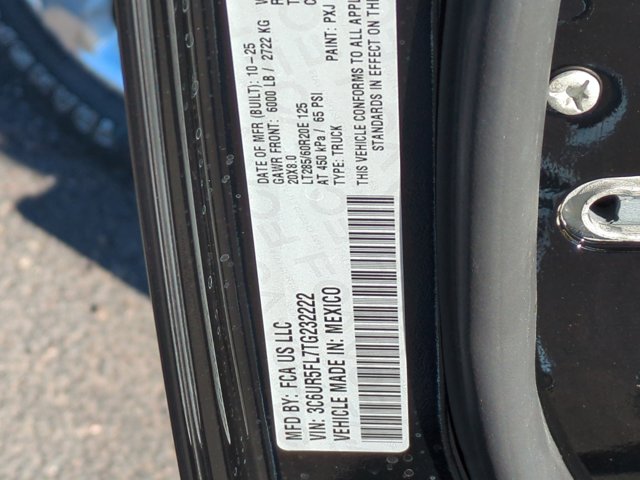 MFD BY: FCA US LLC
DATE OF MFR (BUILT): 10-25
GAWR FRONT: 6000 LB / 2722 KG
20X8.0
LT285/60R20E 125
AT 450 kPa / 65 PSI
TYPE: TRUCK
PAINT: PXJ
THIS VEHICLE CONFORMS TO ALL APPL
STANDARDS IN EFFECT ON THE
VIN: 3C6UR5FL7TG232222
VEHICLE MADE IN: MEXICO